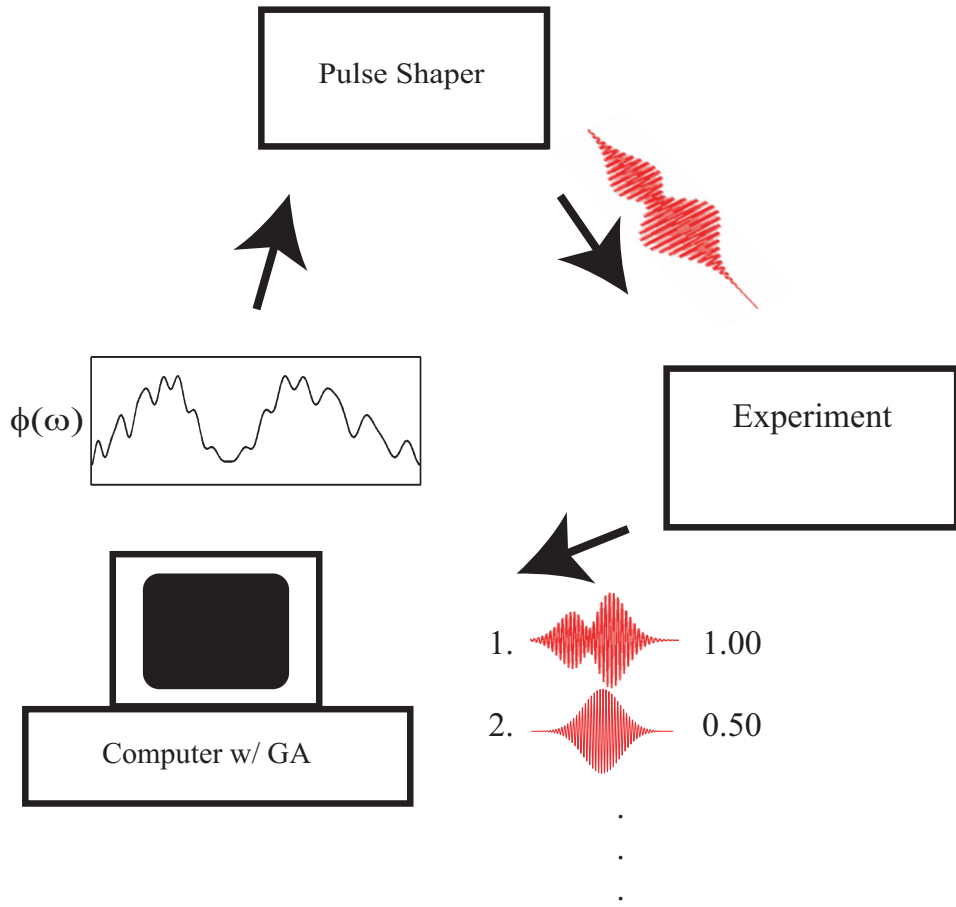 Pulse Shaper
Experiment
ϕ(ω)
1. 1.00
2. 0.50
Computer w/ GA
.
.
.